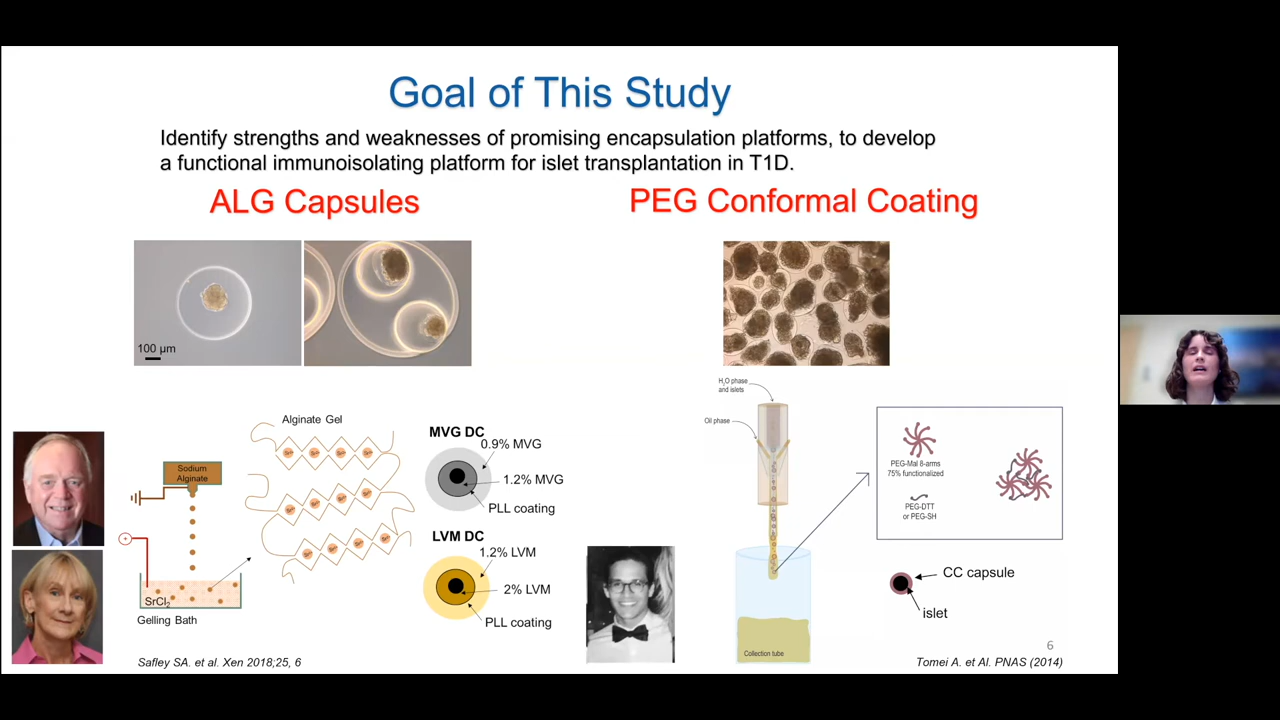 Goal of This Study
Identify strengths and weaknesses of promising encapsulation platforms, to develop
a functional immunoisolating platform for islet transplantation in T1D.
ALG Capsules
PEG Conformal Coating
100 µm
Alginate Gel
Sodium
Alginate
SrCl₂
Gelling Bath
MVG DC
0.9% MVG
1.2% MVG
PLL coating
LVM DC
1.2% LVM
2% LVM
PLL coating
Safley SA. et al. Xen 2018;25, 6
H₂O phase
and islets
Oil phase
Collection tube
PEG-Mal 8-arms
75% functionalized
PEG-DTT
or PEG-SH
CC capsule
islet
6
Tomei A. et Al. PNAS (2014)